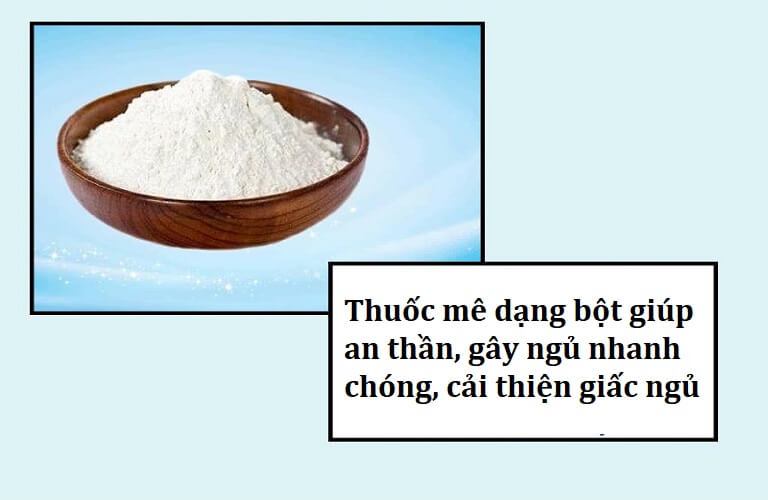 Thuốc mê dạng bột giúp
an thần, gây ngủ nhanh
chóng, cải thiện giấc ngủ